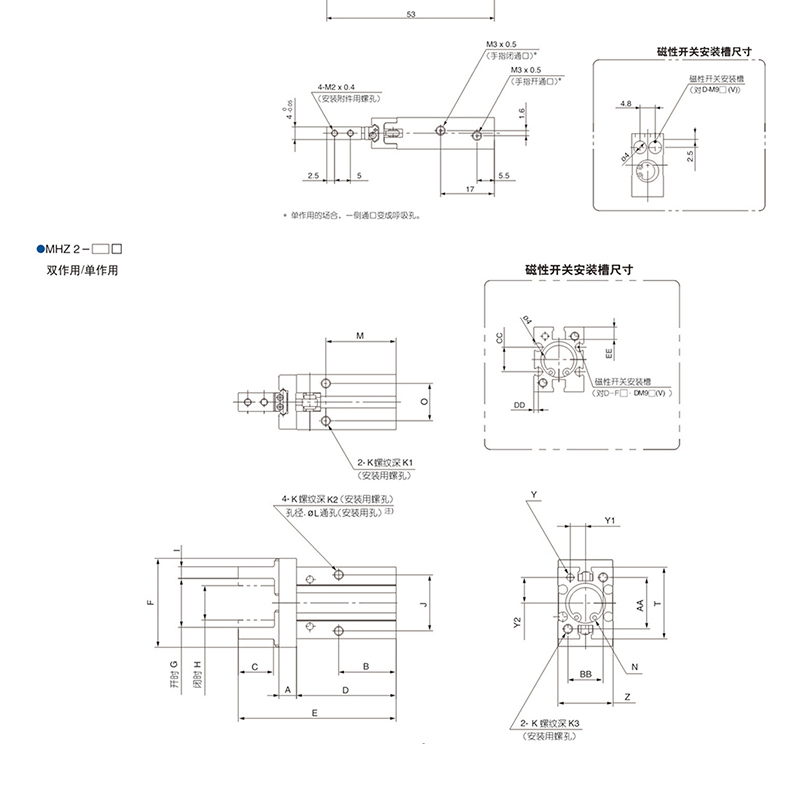 53
M3 x 0.5
(手指闭通口)*
M3 x 0.5
(手指开通口)*
4-M2 x 0.4
(安装附件用螺孔)
4 0 -0.05
1.6
2.5
5
5.5
17
* 单作用的场合，一侧通口变成呼吸孔。
磁性开关安装槽尺寸
磁性开关安装槽
(对D-M9□(V))
4.8
ø4
2.5
●MHZ 2-□□
双作用/单作用
磁性开关安装槽尺寸
ø4
CC
EE
DD
磁性开关安装槽
(对D-F□·DM9□(V))
M
O
2- K 螺纹深 K1
(安装用螺孔)
4- K 螺纹深 K2 (安装用螺孔)
孔径. øL通孔(安装用孔) 注)
I
F
开时 G
闭时 H
J
C
B
A
D
E
Y
Y1
Y2
AA
T
BB
N
Z
2- K 螺纹深 K3
(安装用螺孔)